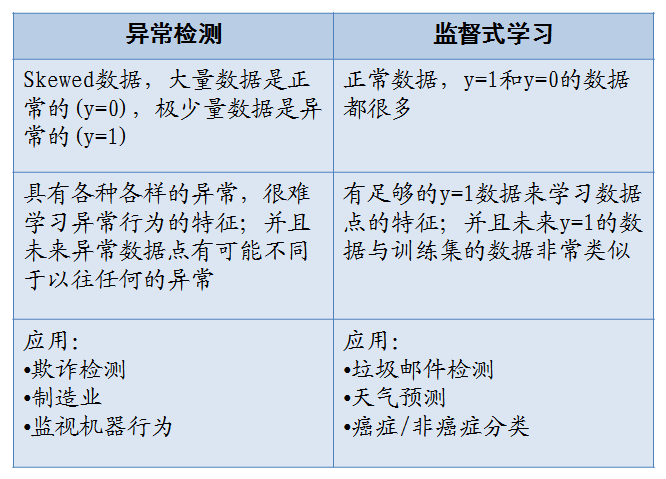 异常检测
监督式学习
Skewed数据，大量数据是正
常的(y=0)，极少量数据是异
常的(y=1)
正常数据，y=1和y=0的数据
都很多
具有各种各样的异常，很难
学习异常行为的特征；并且
未来异常数据点有可能不同
于以往任何的异常
有足够的y=1数据来学习数据
点的特征；并且未来y=1的数
据与训练集的数据非常类似
应用：
•欺诈检测
•制造业
•监视机器行为
应用：
•垃圾邮件检测
•天气预测
•癌症/非癌症分类